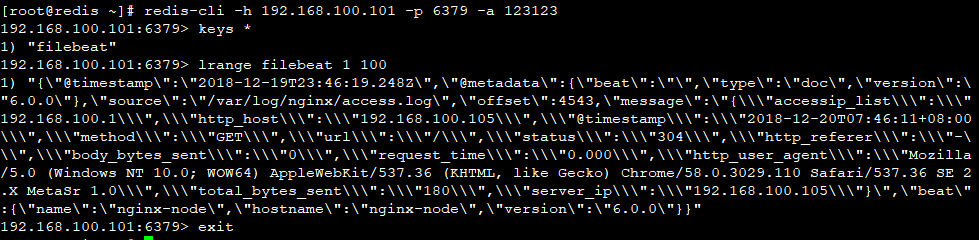 [root@redis ~]# redis-cli -h 192.168.100.101 -p 6379 -a 123123
192.168.100.101:6379> keys *
1) "filebeat"
192.168.100.101:6379> lrange filebeat 1 100
1) "{\"@timestamp\":\"2018-12-19T23:46:19.248Z\",\"@metadata\":{\"beat\":\"\",\"type\":\"doc\",\"version\":\
"6.0.0\"},\"source\":\"/var/log/nginx/access.log\",\"offset\":4543,\"message\":\"{\\\"accessip_list\\\":\\\"
192.168.100.1\\\",\\\"http_host\\\":\\\"192.168.100.105\\\",\\\"@timestamp\\\":\\\"2018-12-20T07:46:11+08:00
\\\",\\\"method\\\":\\\"GET\\\",\\\"url\\\":\\\"/\\\",\\\"status\\\":\\\"304\\\",\\\"http_referer\\\":\\\"-\
\\",\\\"body_bytes_sent\\\":\\\"0\\\",\\\"request_time\\\":\\\"0.000\\\",\\\"http_user_agent\\\":\\\"Mozilla
/5.0 (Windows NT 10.0; WOW64) AppleWebKit/537.36 (KHTML, like Gecko) Chrome/58.0.3029.110 Safari/537.36 SE 2
.X MetaSr 1.0\\\",\\\"total_bytes_sent\\\":\\\"180\\\",\\\"server_ip\\\":\\\"192.168.100.105\\\"}\",\"beat\"
:{\"name\":\"nginx-node\",\"hostname\":\"nginx-node\",\"version\":\"6.0.0\"}}"
192.168.100.101:6379> exit